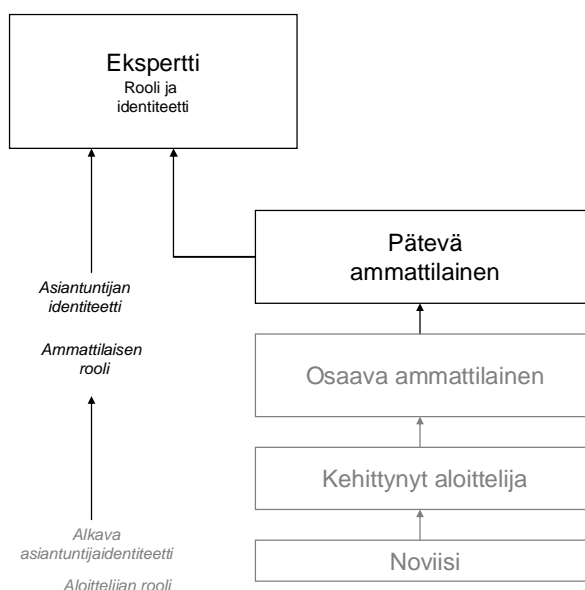 Ekspertti
Rooli ja
identiteetti
Pätevä
ammattilainen
Asiantuntijan
identiteetti
Ammattilaisen
rooli
Osaava ammattilainen
Kehittynyt aloittelija
Alkava
asiantuntijaidentiteetti
Noviisi
Aloittelijan rooli